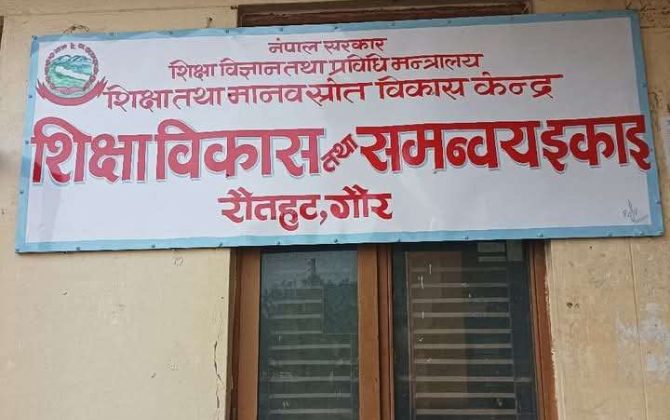 नेपाल सरकार
शिक्षा विज्ञान तथा प्रविधि मन्त्रालय
शिक्षा तथा मानव स्रोत विकास केन्द्र
शिक्षा विकास तथा समन्वय इकाइ
रौतहट, गौर